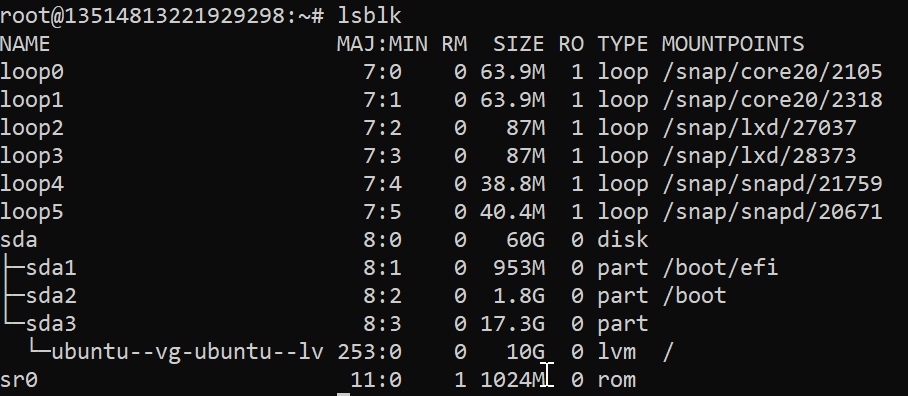 root@13514813221929298:~# lsblk
NAME                      MAJ:MIN RM  SIZE RO TYPE MOUNTPOINTS
loop0                       7:0    0 63.9M  1 loop /snap/core20/2105
loop1                       7:1    0 63.9M  1 loop /snap/core20/2318
loop2                       7:2    0   87M  1 loop /snap/lxd/27037
loop3                       7:3    0   87M  1 loop /snap/lxd/28373
loop4                       7:4    0 38.8M  1 loop /snap/snapd/21759
loop5                       7:5    0 40.4M  1 loop /snap/snapd/20671
sda                         8:0    0   60G  0 disk
├─sda1                      8:1    0  953M  0 part /boot/efi
├─sda2                      8:2    0  1.8G  0 part /boot
└─sda3                      8:3    0 17.3G  0 part
  └─ubuntu--vg-ubuntu--lv 253:0    0   10G  0 lvm  /
sr0                        11:0    1 1024M  0 rom